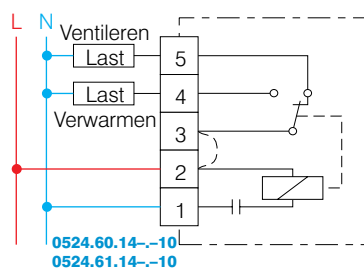 L N Ventileren
Last 5
Last 4
Verwarmen
3
2
1
0524.60.14–.–10
0524.61.14–.–10